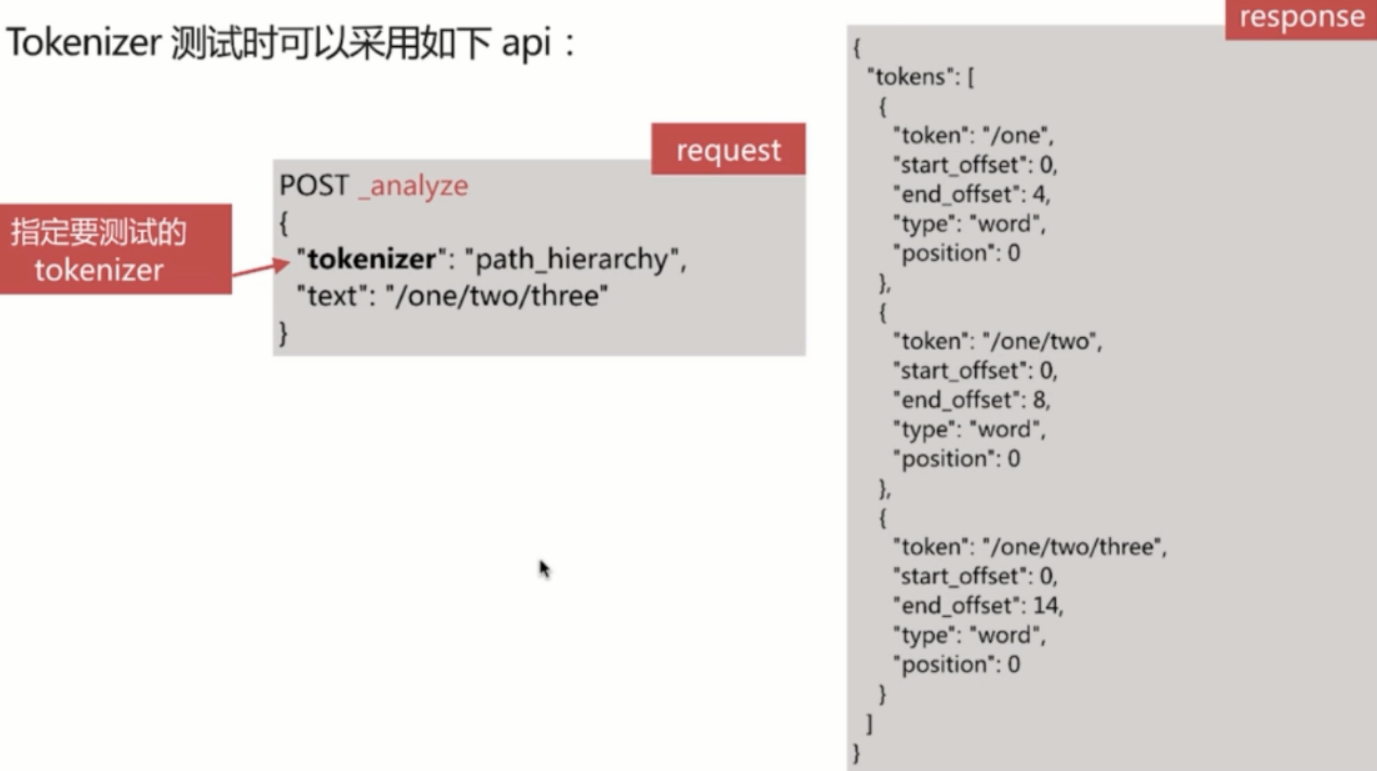 Tokenizer 测试时可以采用如下 api：
request
POST _analyze
{
"tokenizer": "path_hierarchy",
"text": "/one/two/three"
}
指定要测试的
tokenizer
response
{
"tokens": [
{
"token": "/one",
"start_offset": 0,
"end_offset": 4,
"type": "word",
"position": 0
},
{
"token": "/one/two",
"start_offset": 0,
"end_offset": 8,
"type": "word",
"position": 0
},
{
"token": "/one/two/three",
"start_offset": 0,
"end_offset": 14,
"type": "word",
"position": 0
}
]
}